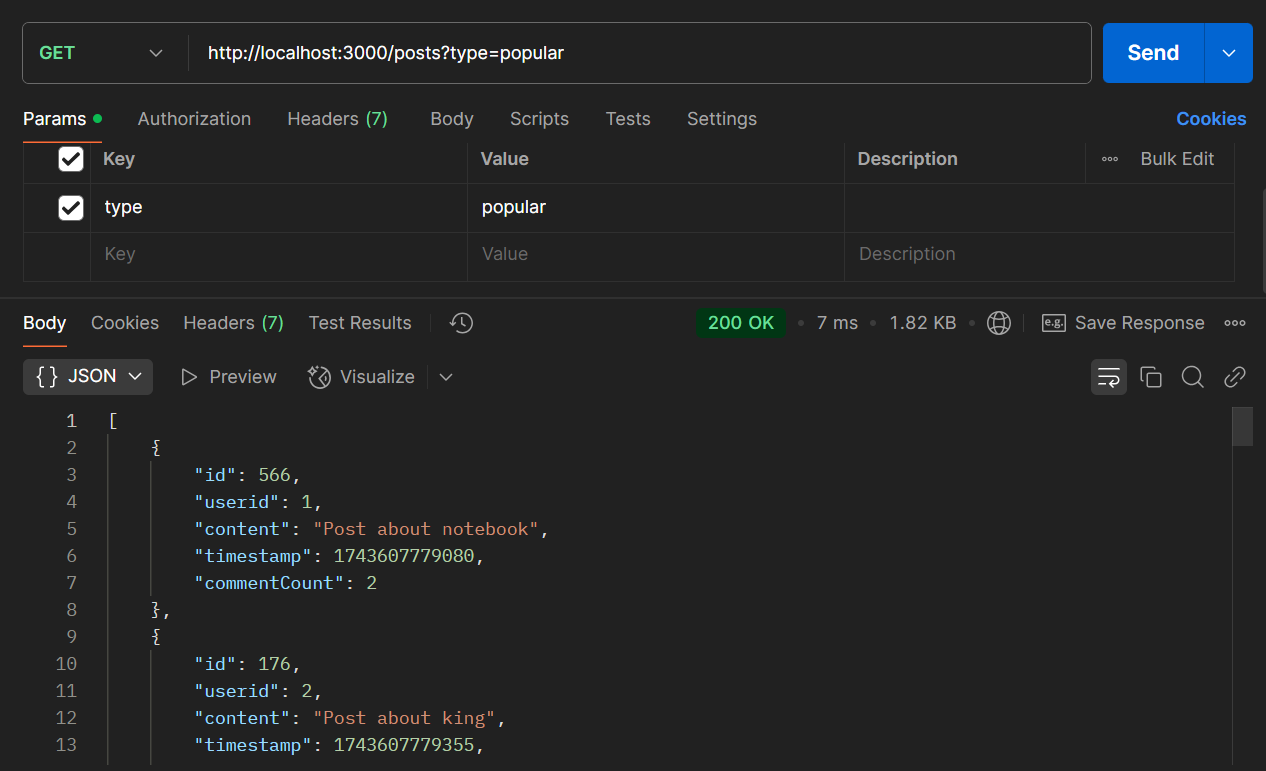 GET http://localhost:3000/posts?type=popular Send
Params Authorization Headers (7) Body Scripts Tests Settings Cookies
Key Value Description Bulk Edit
type popular
Key Value Description
Body Cookies Headers (7) Test Results 200 OK • 7 ms • 1.82 KB • e.g. Save Response
{} JSON Preview Visualize
1 [
2 {
3 "id": 566,
4 "userid": 1,
5 "content": "Post about notebook",
6 "timestamp": 1743607779080,
7 "commentCount": 2
8 },
9 {
10 "id": 176,
11 "userid": 2,
12 "content": "Post about king",
13 "timestamp": 1743607779355,